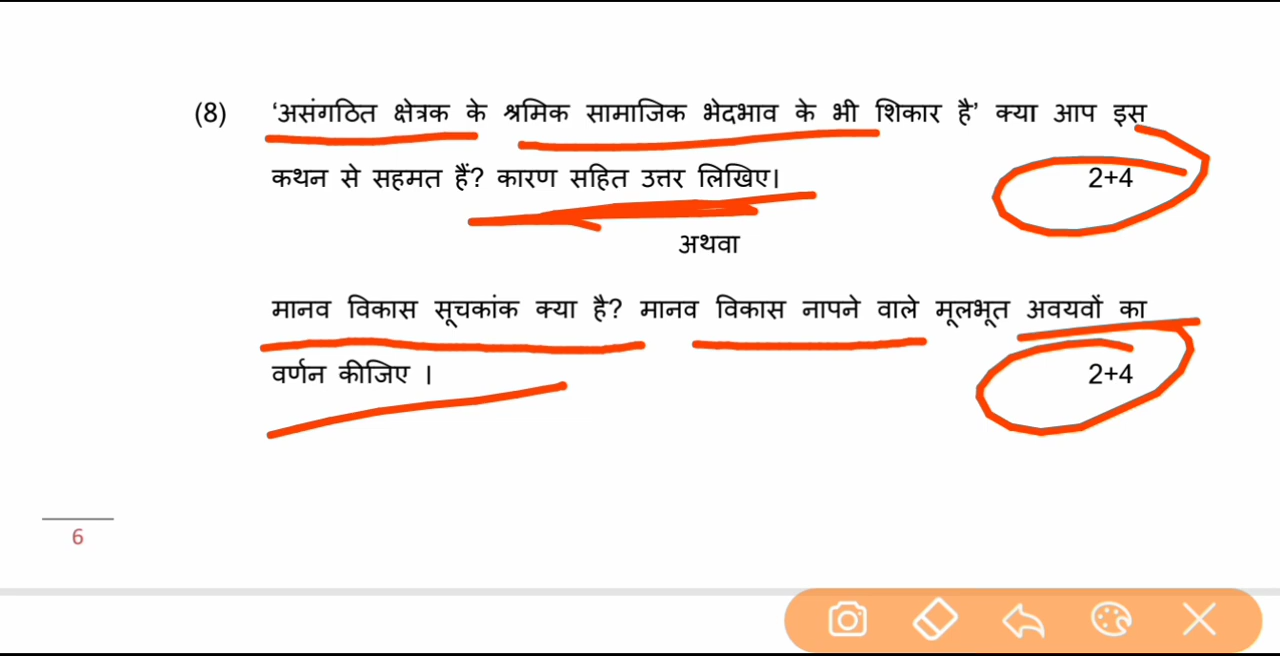 (8) 'असंगठित क्षेत्रक के श्रमिक सामाजिक भेदभाव के भी शिकार है' क्या आप इस
कथन से सहमत हैं? कारण सहित उत्तर लिखिए। 2+4
अथवा
मानव विकास सूचकांक क्या है? मानव विकास नापने वाले मूलभूत अवयवों का
वर्णन कीजिए । 2+4
6